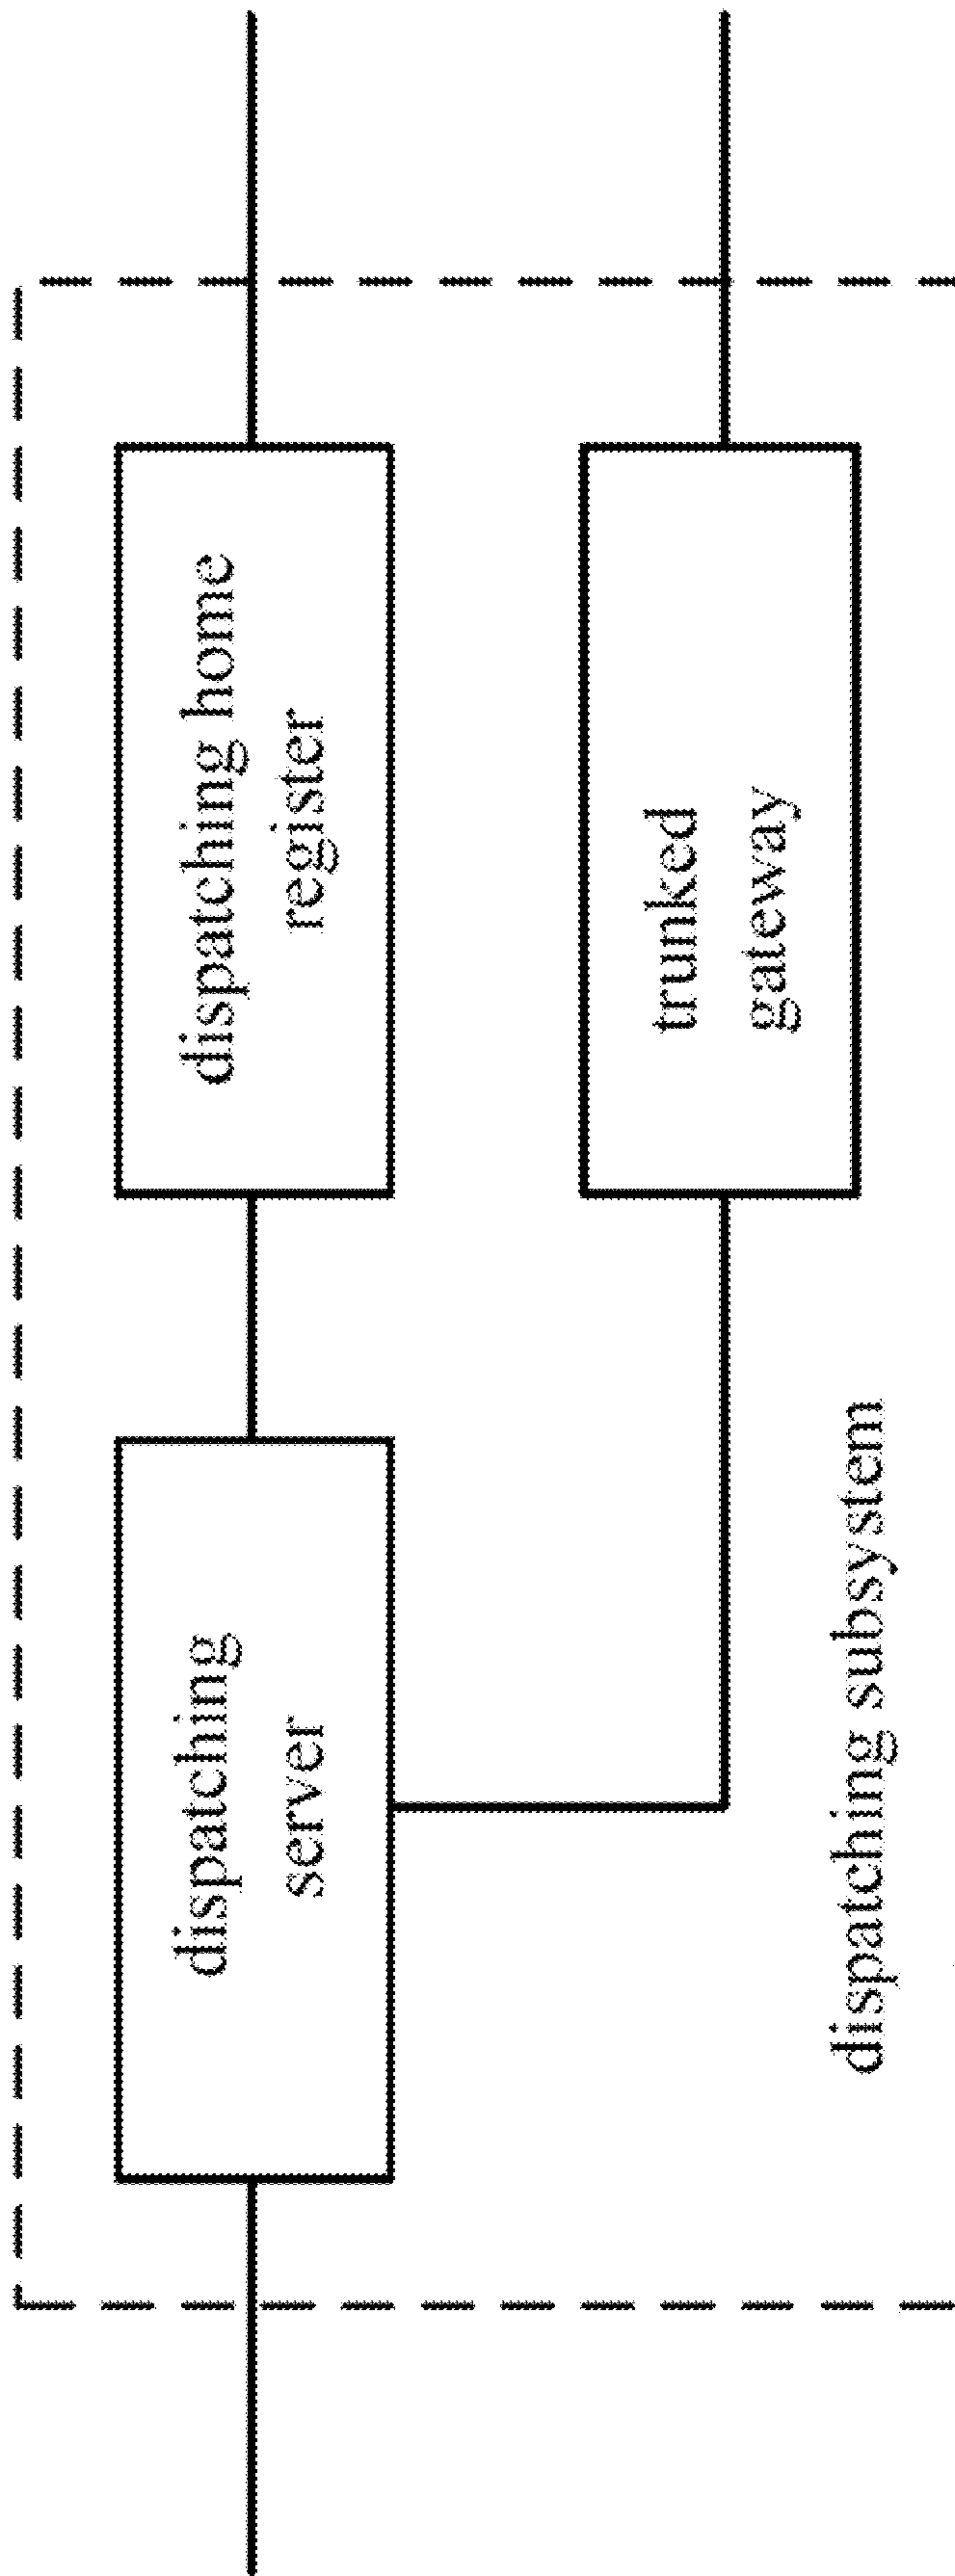 dispatching
server
dispatching home
register
trunked
gateway
dispatching subsystem